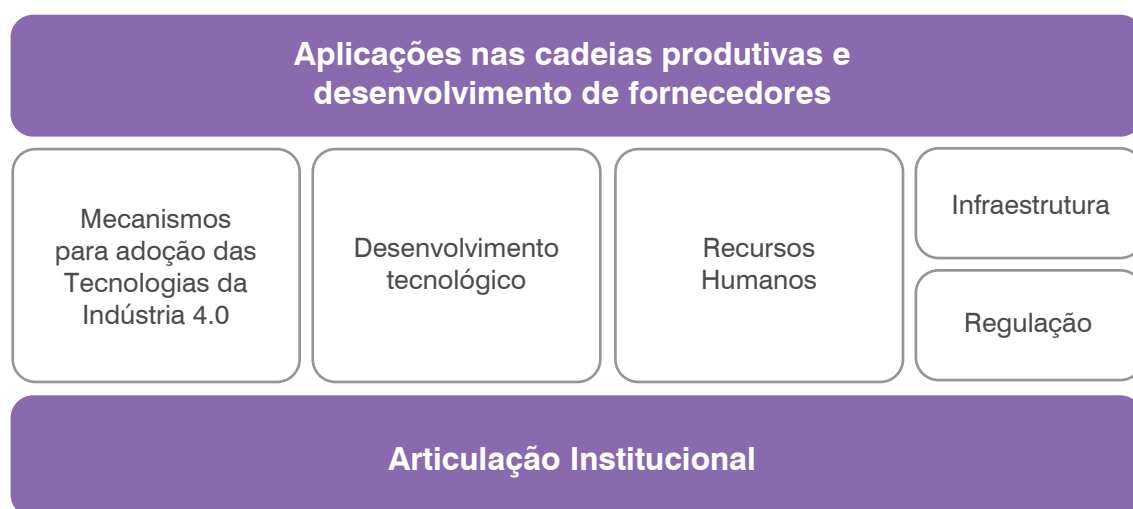 Aplicações nas cadeias produtivas e
desenvolvimento de fornecedores
Mecanismos
para adoção das
Tecnologias da
Indústria 4.0
Desenvolvimento
tecnológico
Recursos
Humanos
Infraestrutura
Regulação
Articulação Institucional